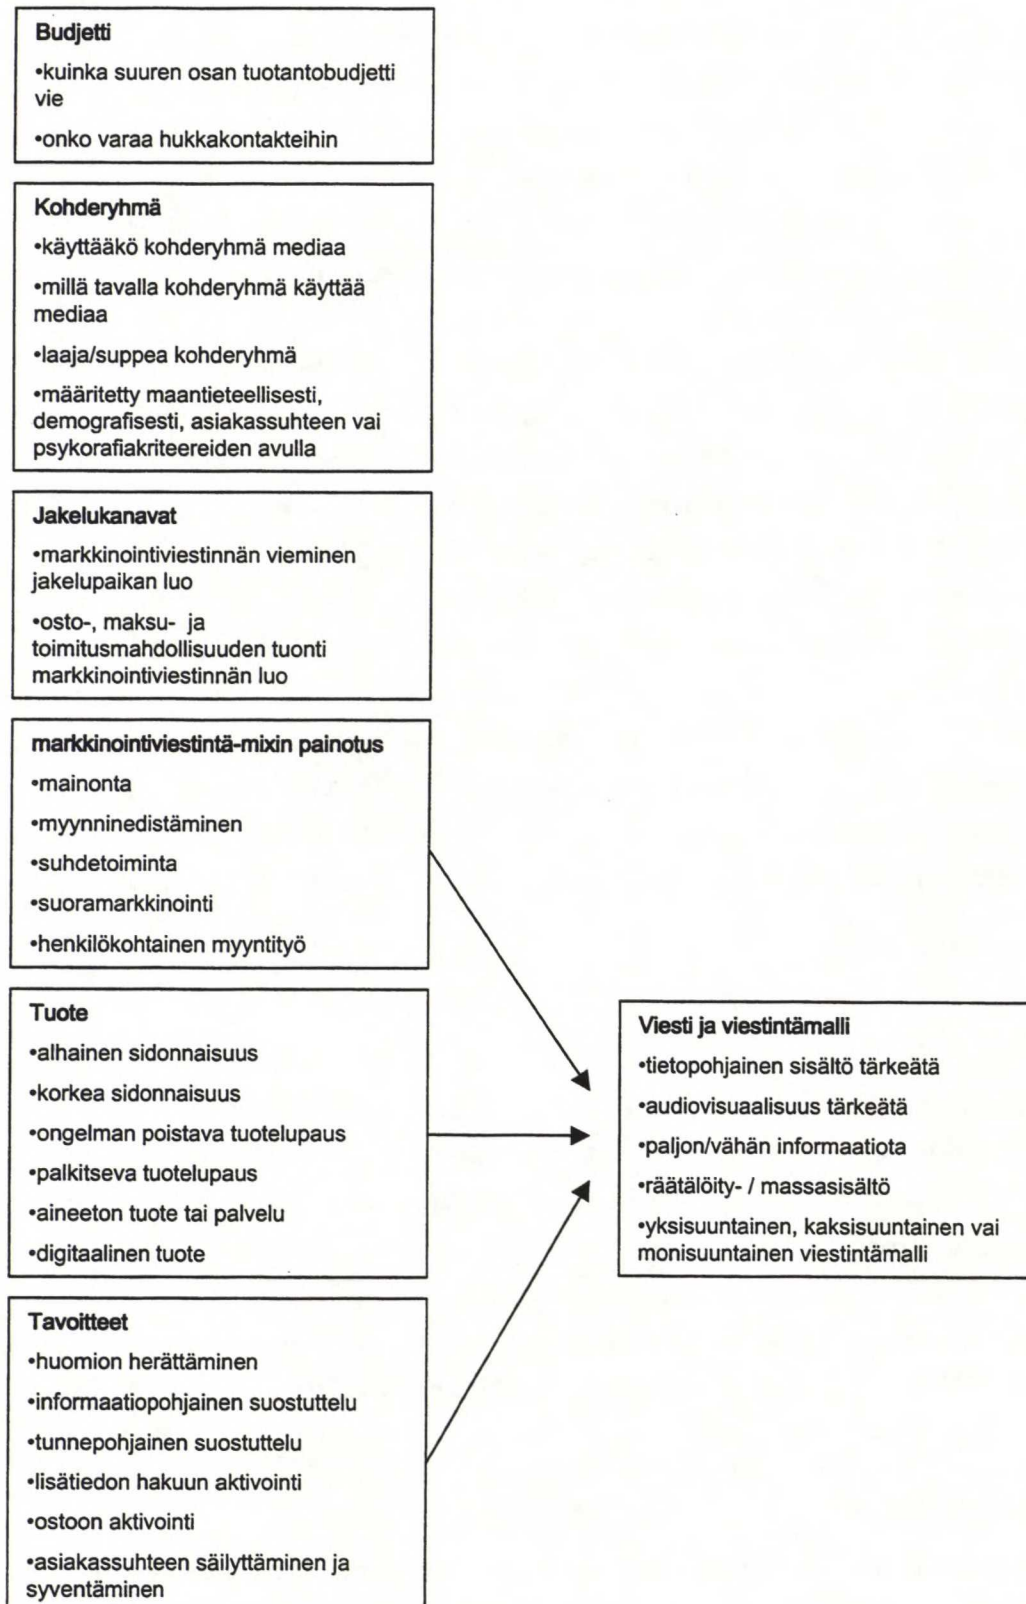 Budjetti
•kuinka suuren osan tuotantobudjetti
vie
•onko varaa hukkakontakteihin
Kohderyhmä
•käyttääkö kohderyhmä mediaa
•millä tavalla kohderyhmä käyttää
mediaa
•laaja/suppea kohderyhmä
•määritetty maantieteellisesti,
demografisesti, asiakassuhteen vai
psykorafiakriteereiden avulla
Jakelukanavat
•markkinointiviestinnän vieminen
jakelupaikan luo
•osto-, maksu- ja
toimitusmahdollisuuden tuonti
markkinointiviestinnän luo
markkinointiviestintä-mixin painotus
•mainonta
•myynninedistäminen
•suhdetoiminta
•suoramarkkinointi
•henkilökohtainen myyntityö
Tuote
•alhainen sidonnaisuus
•korkea sidonnaisuus
•ongelman poistava tuotelupaus
•palkitseva tuotelupaus
•aineeton tuote tai palvelu
•digitaalinen tuote
Tavoitteet
•huomion herättäminen
•informaatiopohjainen suostuttelu
•tunnepohjainen suostuttelu
•lisätiedon hakuun aktivointi
•ostoon aktivointi
•asiakassuhteen säilyttäminen ja
syventäminen
Viesti ja viestintämalli
•tietopohjainen sisältö tärkeätä
•audiovisuaalisuus tärkeätä
•paljon/vähän informaatiota
•räätälöity- / massasisältö
•yksisuuntainen, kaksisuuntainen vai
monisuuntainen viestintämalli